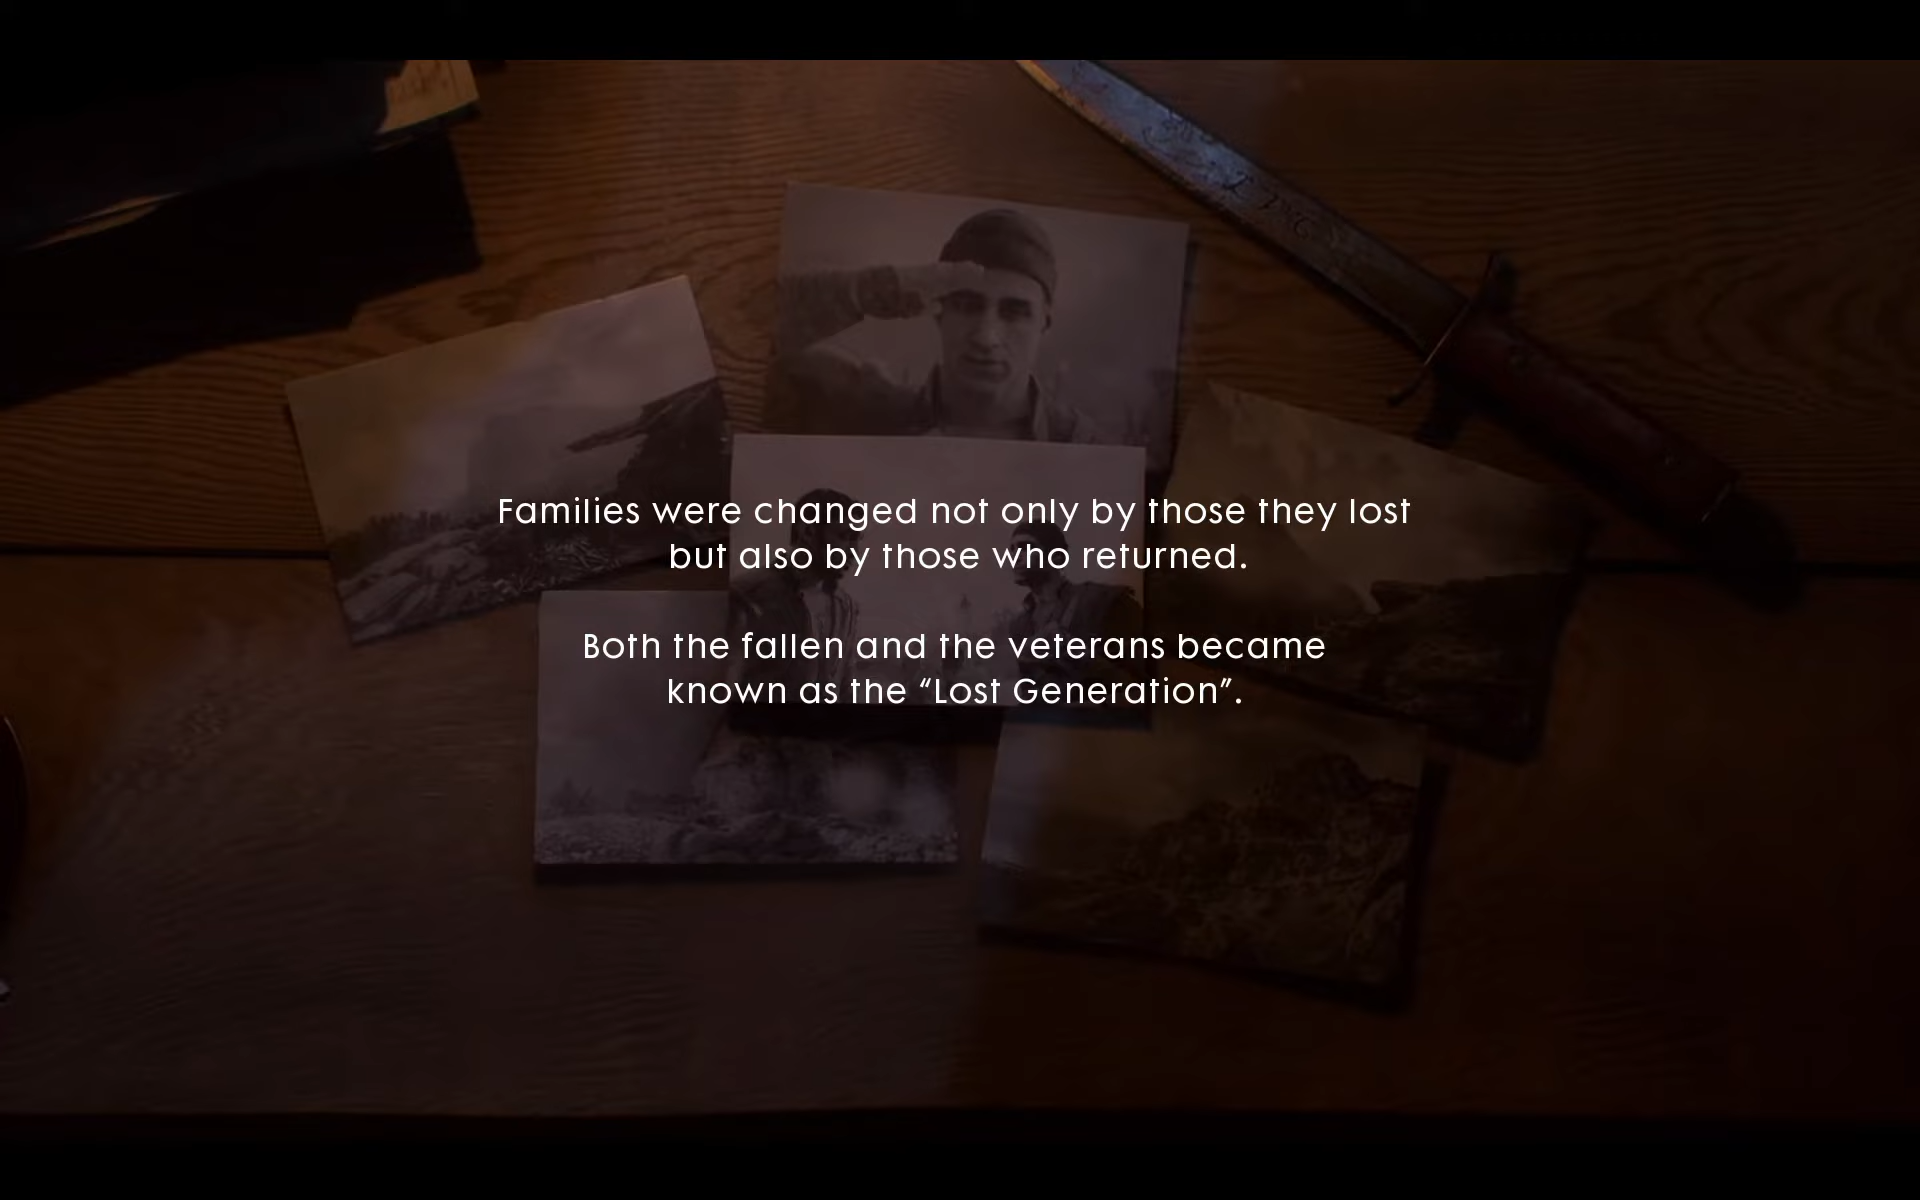 Families were changed not only by those they lost
but also by those who returned.
Both the fallen and the veterans became
known as the “Lost Generation”.